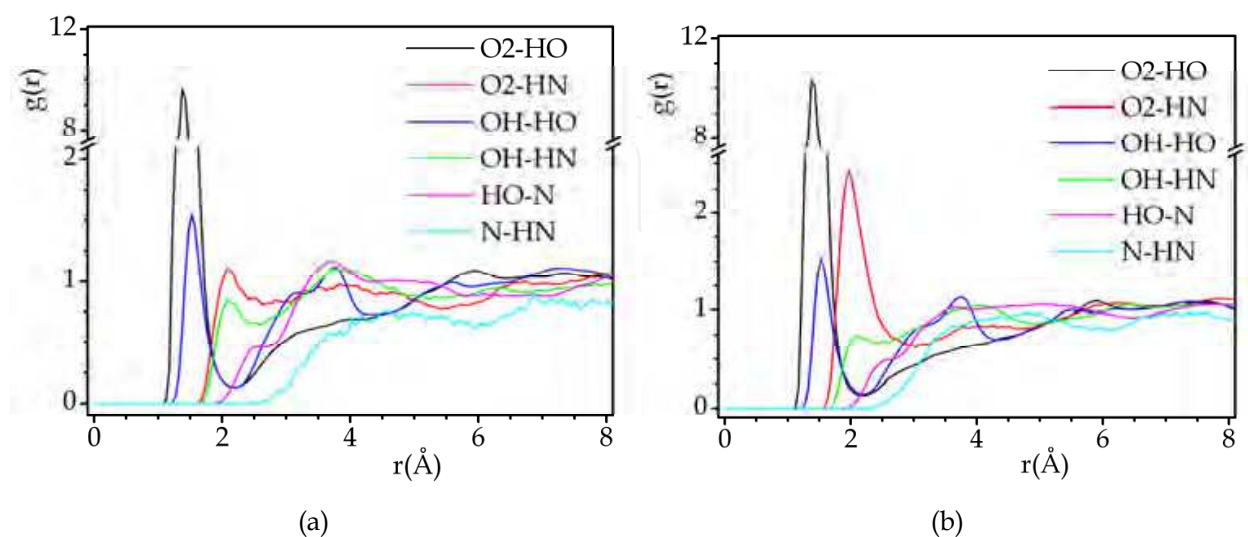 12
8
2
1
0
g(r)
O2-HO
O2-HN
OH-HO
OH-HN
HO-N
N-HN
0 2 4 6 8
r(Å)
(a)
12
8
2
1
0
g(r)
O2-HO
O2-HN
OH-HO
OH-HN
HO-N
N-HN
0 2 4 6 8
r(Å)
(b)